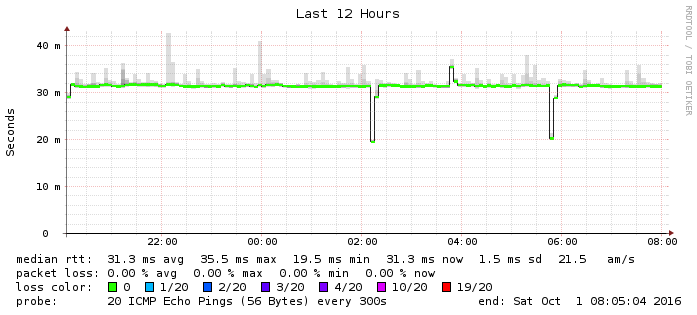 Last 12 Hours
RRDTOOL / TOBI OETIKER
Seconds
40 m
30 m
20 m
10 m
0
22:00 00:00 02:00 04:00 06:00 08:00
median rtt: 31.3 ms avg 35.5 ms max 19.5 ms min 31.3 ms now 1.5 ms sd 21.5 am/s
packet loss: 0.00 % avg 0.00 % max 0.00 % min 0.00 % now
loss color: 0 1/20 2/20 3/20 4/20 10/20 19/20
probe: 20 ICMP Echo Pings (56 Bytes) every 300s end: Sat Oct 1 08:05:04 2016